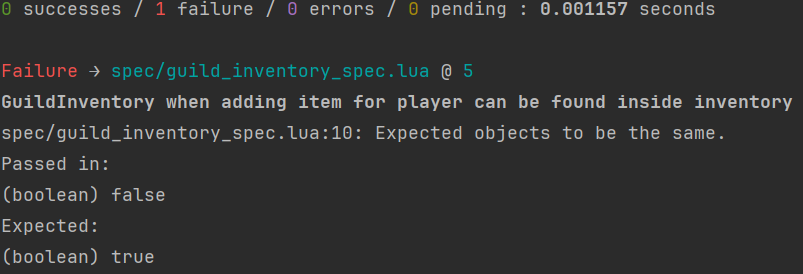 0 successes / 1 failure / 0 errors / 0 pending : 0.001157 seconds
Failure → spec/guild_inventory_spec.lua @ 5
GuildInventory when adding item for player can be found inside inventory
spec/guild_inventory_spec.lua:10: Expected objects to be the same.
Passed in:
(boolean) false
Expected:
(boolean) true